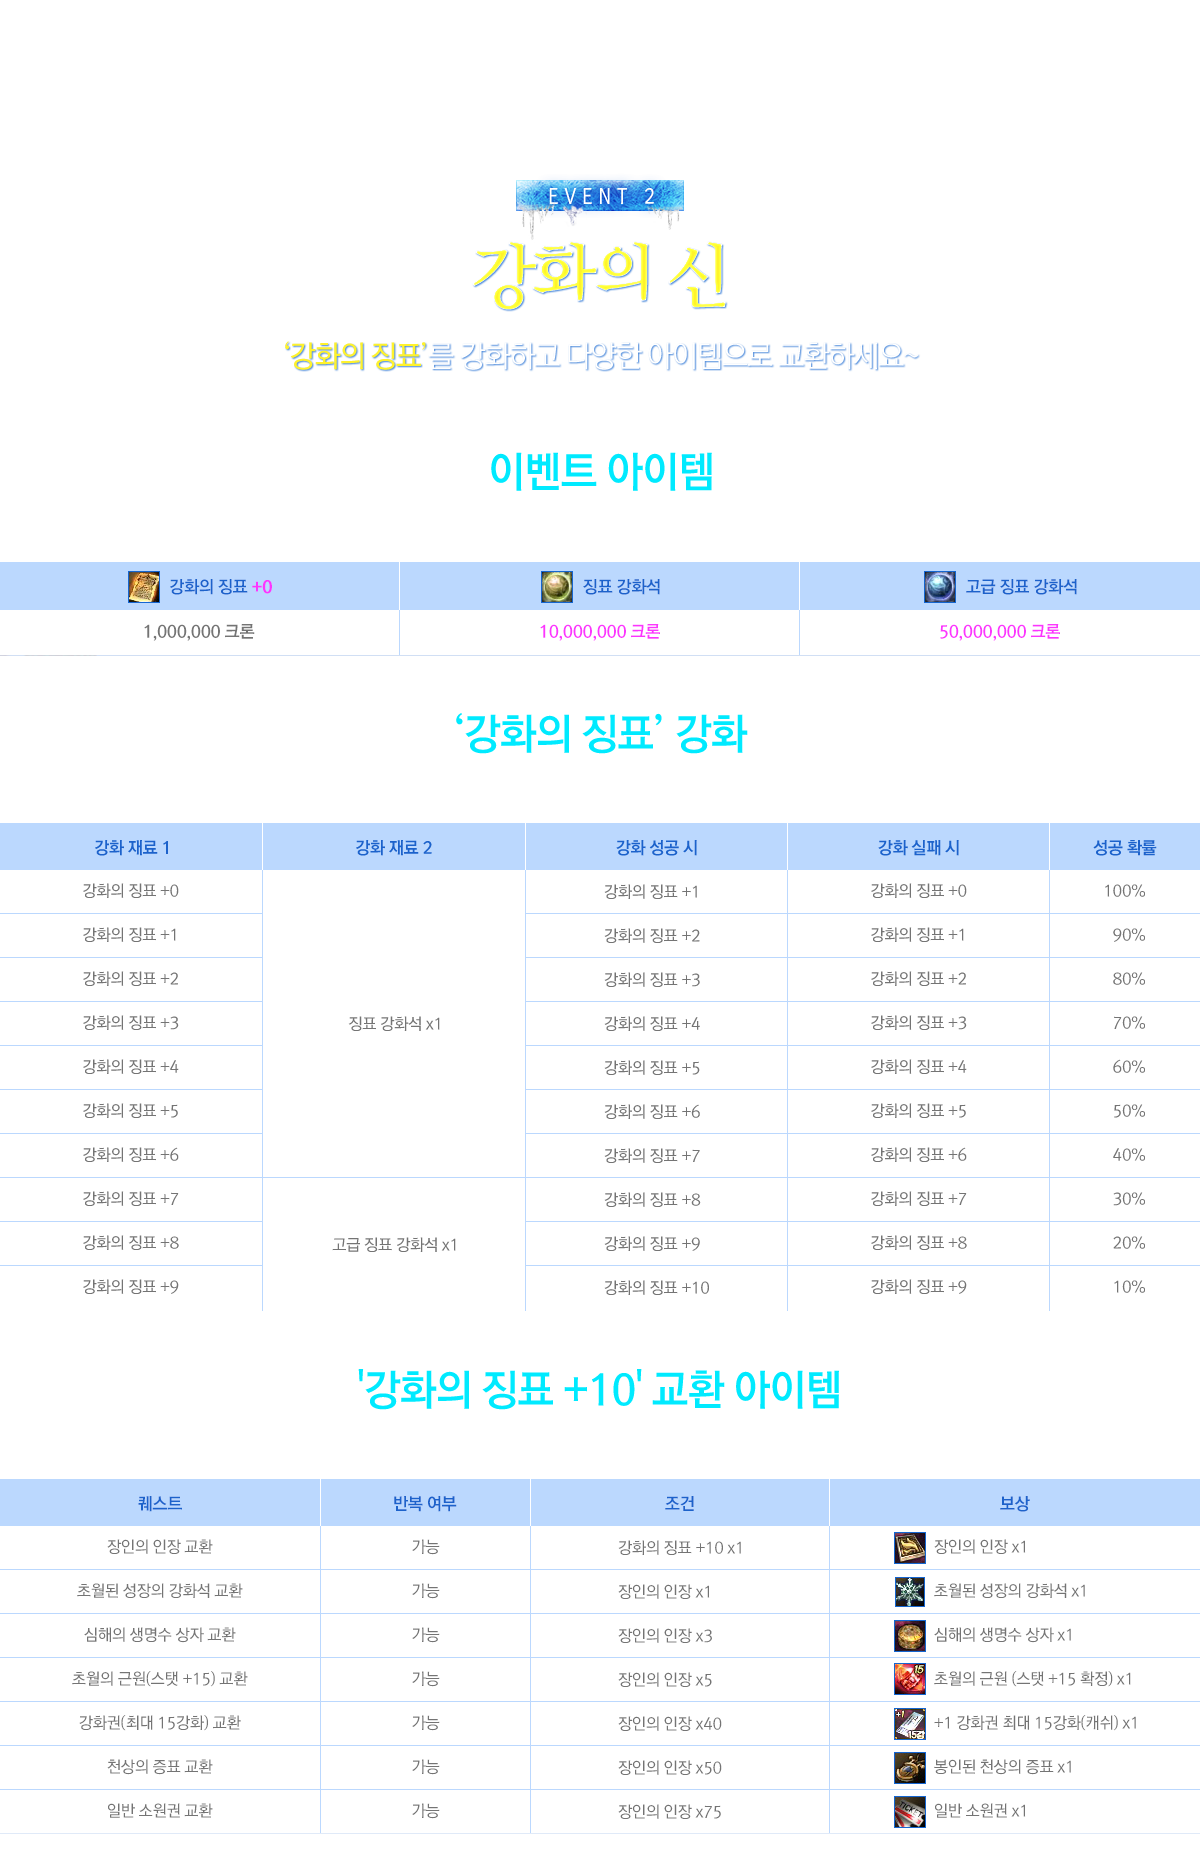 EVENT 2
강화의 신
‘강화의 징표’를 강화하고 다양한 아이템으로 교환하세요~
이벤트 아이템
강화의 징표 +0 징표 강화석 고급 징표 강화석
1,000,000 크론 10,000,000 크론 50,000,000 크론
‘강화의 징표’ 강화
강화 재료 1 강화 재료 2 강화 성공 시 강화 실패 시 성공 확률
강화의 징표 +0 강화의 징표 +1 강화의 징표 +0 100%
강화의 징표 +1 강화의 징표 +2 강화의 징표 +1 90%
강화의 징표 +2 강화의 징표 +3 강화의 징표 +2 80%
강화의 징표 +3 징표 강화석 x1 강화의 징표 +4 강화의 징표 +3 70%
강화의 징표 +4 강화의 징표 +5 강화의 징표 +4 60%
강화의 징표 +5 강화의 징표 +6 강화의 징표 +5 50%
강화의 징표 +6 강화의 징표 +7 강화의 징표 +6 40%
강화의 징표 +7 강화의 징표 +8 강화의 징표 +7 30%
강화의 징표 +8 고급 징표 강화석 x1 강화의 징표 +9 강화의 징표 +8 20%
강화의 징표 +9 강화의 징표 +10 강화의 징표 +9 10%
'강화의 징표 +10' 교환 아이템
퀘스트 반복 여부 조건 보상
장인의 인장 교환 가능 강화의 징표 +10 x1 장인의 인장 x1
초월된 성장의 강화석 교환 가능 장인의 인장 x1 초월된 성장의 강화석 x1
심해의 생명수 상자 교환 가능 장인의 인장 x3 심해의 생명수 상자 x1
초월의 근원(스탯 +15) 교환 가능 장인의 인장 x5 15 초월의 근원 (스탯 +15 확정) x1
강화권(최대 15강화) 교환 가능 장인의 인장 x40 +1 15강 +1 강화권 최대 15강화(캐쉬) x1
천상의 증표 교환 가능 장인의 인장 x50 봉인된 천상의 증표 x1
일반 소원권 교환 가능 장인의 인장 x75 TICKET 일반 소원권 x1